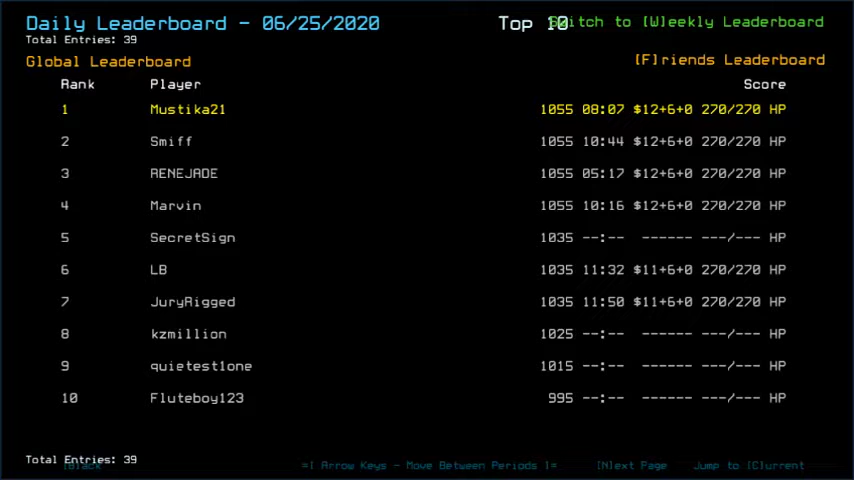 Daily Leaderboard - 06/25/2020 Top 10 Switch to [W]eekly Leaderboard
Total Entries: 39
Global Leaderboard [F]riends Leaderboard
Rank Player Score
1 Mustika21 1055 08:07 $12+6+0 270/270 HP
2 Smiff 1055 10:44 $12+6+0 270/270 HP
3 RENEJADE 1055 05:17 $12+6+0 270/270 HP
4 Marvin 1055 10:16 $12+6+0 270/270 HP
5 SecretSign 1035 --:-- ------ ---/--- HP
6 LB 1035 11:32 $11+6+0 270/270 HP
7 JuryRigged 1035 11:50 $11+6+0 270/270 HP
8 kzmillion 1025 --:-- ------ ---/--- HP
9 quietest1one 1015 --:-- ------ ---/--- HP
10 Fluteboy123 995 --:-- ------ ---/--- HP
Total Entries: 39
[B]ack =[ Arrow Keys - Move Between Periods ]= [N]ext Page Jump to [C]urrent